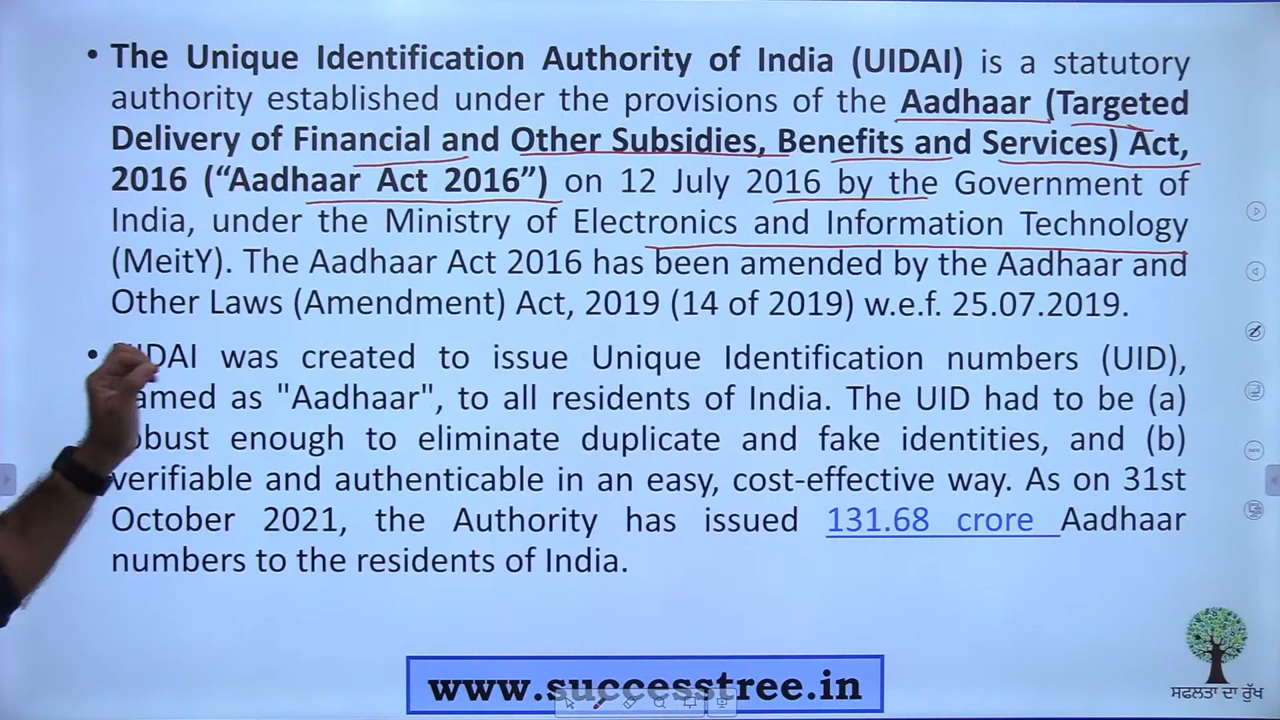 • The Unique Identification Authority of India (UIDAI) is a statutory
authority established under the provisions of the Aadhaar (Targeted
Delivery of Financial and Other Subsidies, Benefits and Services) Act,
2016 (“Aadhaar Act 2016”) on 12 July 2016 by the Government of
India, under the Ministry of Electronics and Information Technology
(MeitY). The Aadhaar Act 2016 has been amended by the Aadhaar and
Other Laws (Amendment) Act, 2019 (14 of 2019) w.e.f. 25.07.2019.
• UIDAI was created to issue Unique Identification numbers (UID),
named as "Aadhaar", to all residents of India. The UID had to be (a)
robust enough to eliminate duplicate and fake identities, and (b)
verifiable and authenticable in an easy, cost-effective way. As on 31st
October 2021, the Authority has issued 131.68 crore Aadhaar
numbers to the residents of India.
www.successtree.in
ਸਫਲਤਾ ਦਾ ਰੁੱਖ